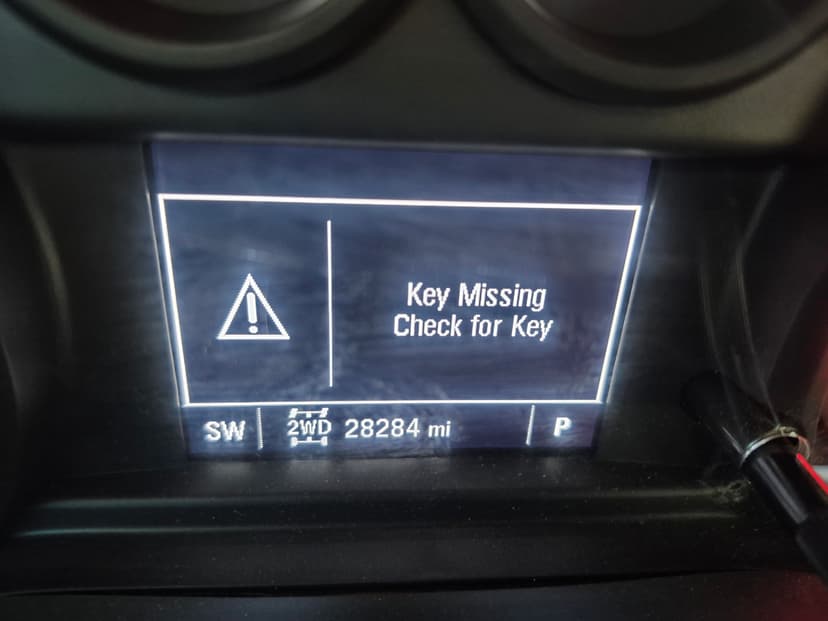 Key Missing
Check for Key
SW 2WD 28284 mi P